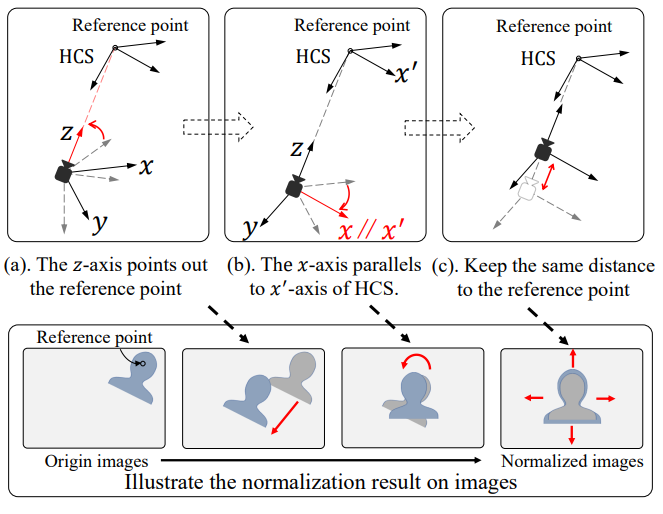 Reference point
HCS
z
x
y
(a). The z-axis points out
the reference point
Reference point
HCS
x′
z
y
x // x′
(b). The x-axis parallels
to x′-axis of HCS.
Reference point
HCS
(c). Keep the same distance
to the reference point
Reference point
Origin images
Normalized images
Illustrate the normalization result on images